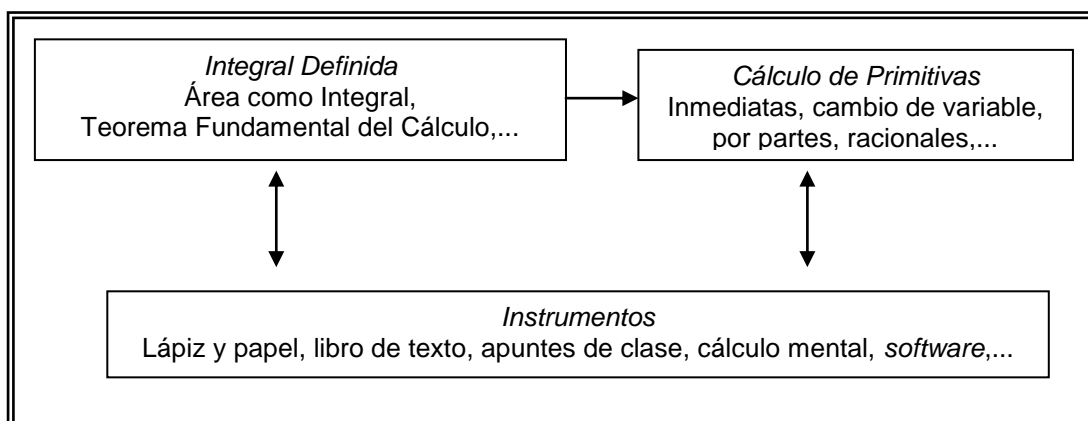 Integral Definida
Área como Integral,
Teorema Fundamental del Cálculo,...
Cálculo de Primitivas
Inmediatas, cambio de variable,
por partes, racionales,...
Instrumentos
Lápiz y papel, libro de texto, apuntes de clase, cálculo mental, software,...